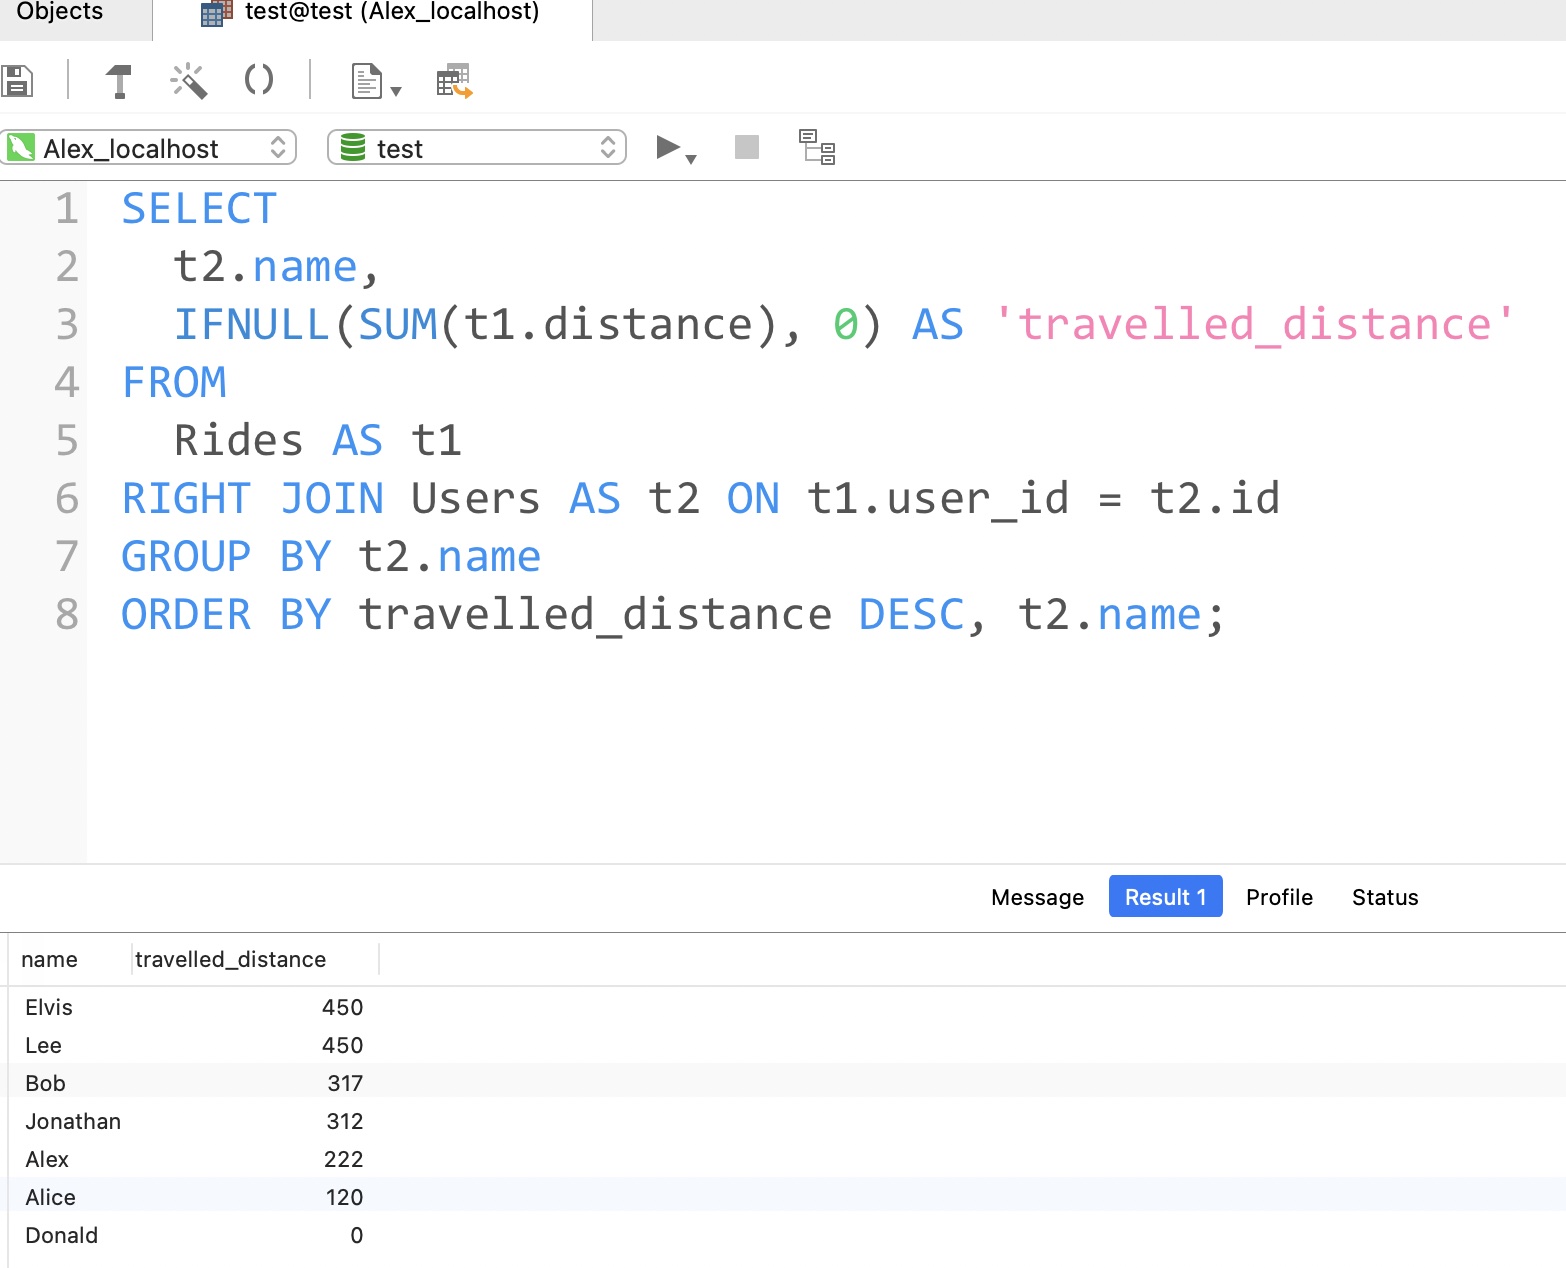 Objects test@test (Alex_localhost)
Alex_localhost test
1 SELECT
2 t2.name,
3 IFNULL(SUM(t1.distance), 0) AS 'travelled_distance'
4 FROM
5 Rides AS t1
6 RIGHT JOIN Users AS t2 ON t1.user_id = t2.id
7 GROUP BY t2.name
8 ORDER BY travelled_distance DESC, t2.name;
Message Result 1 Profile Status
name travelled_distance
Elvis 450
Lee 450
Bob 317
Jonathan 312
Alex 222
Alice 120
Donald 0